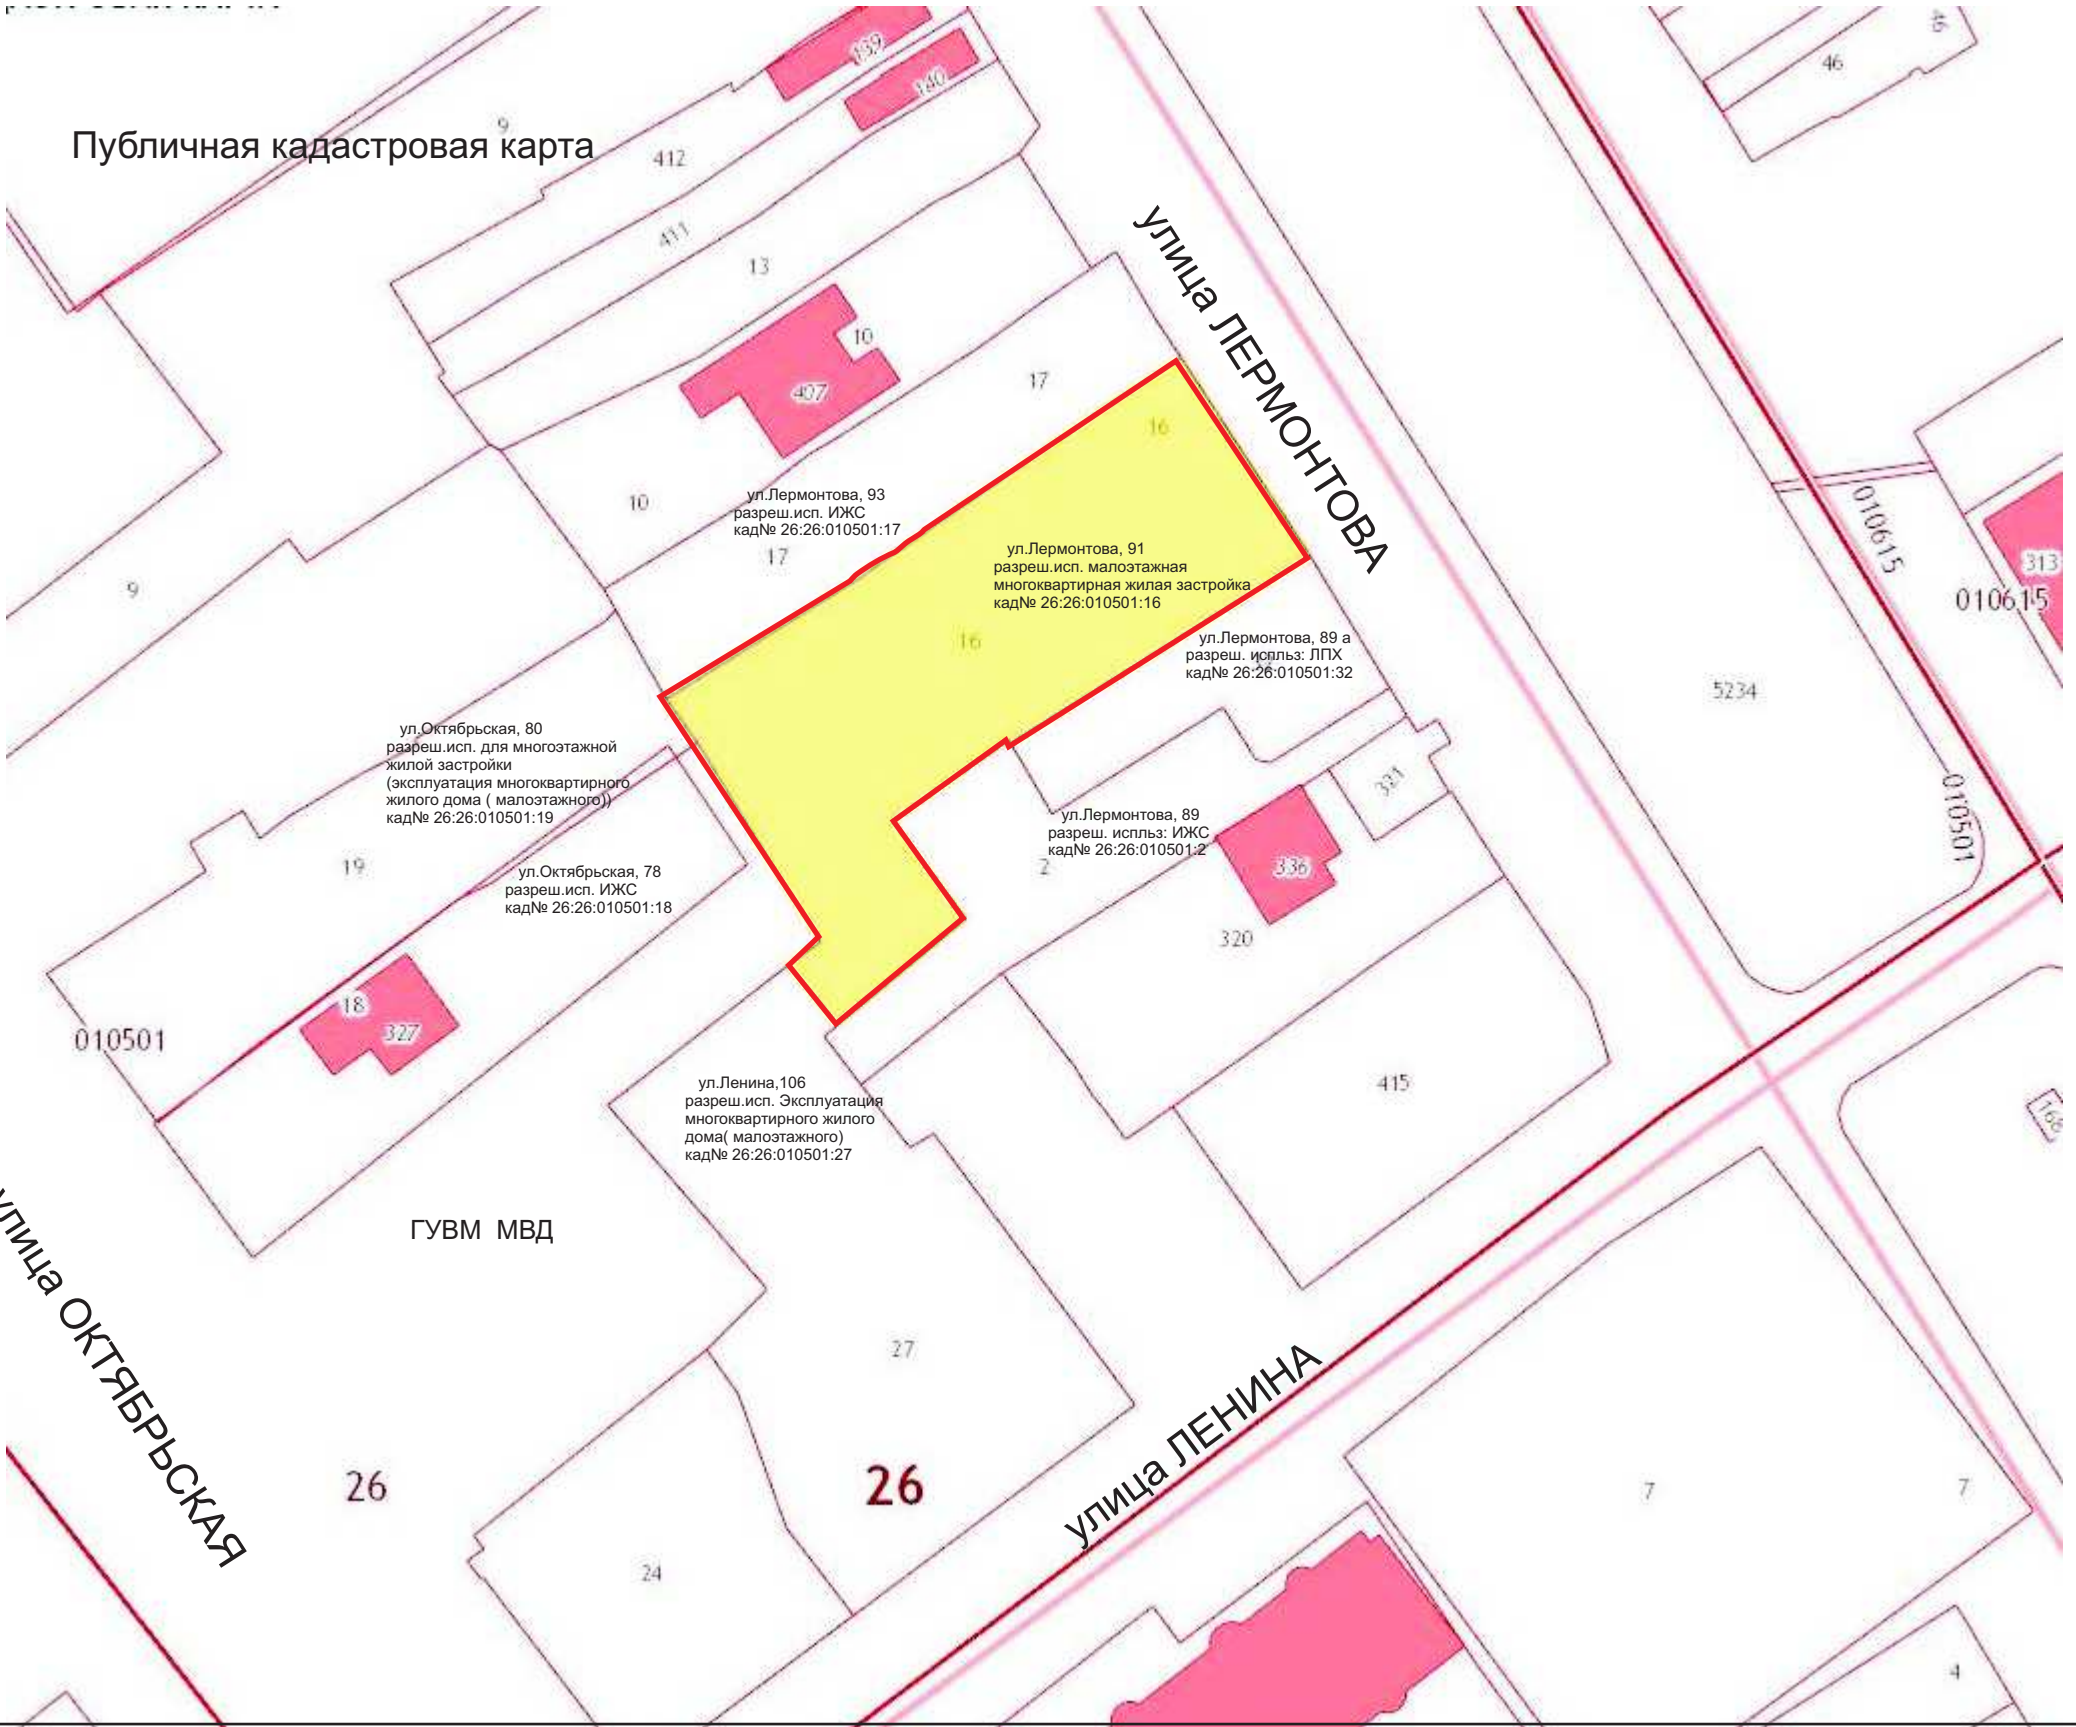 Публичная кадастровая карта
139
140
46
46
9
412
411
13
10
407
17
16
10
ул.Лермонтова, 93
разреш.исп. ИЖС
кад№ 26:26:010501:17
17
улица ЛЕРМОНТОВА
ул.Лермонтова, 91
разреш.исп. малоэтажная
многоквартирная жилая застройка
кад№ 26:26:010501:16
16
010615
313
010615
9
ул.Лермонтова, 89 а
разреш. испльз: ЛПХ
кад№ 26:26:010501:32
32
5234
ул.Октябрьская, 80
разреш.исп. для многоэтажной
жилой застройки
(эксплуатация многоквартирного
жилого дома ( малоэтажного))
кад№ 26:26:010501:19
19
321
010501
ул.Лермонтова, 89
разреш. испльз: ИЖС
кад№ 26:26:010501:2
2
336
320
ул.Октябрьская, 78
разреш.исп. ИЖС
кад№ 26:26:010501:18
18
327
010501
415
168
ул.Ленина,106
разреш.исп. Эксплуатация
многоквартирного жилого
дома( малоэтажного)
кад№ 26:26:010501:27
ГУВМ МВД
улица ОКТЯБРЬСКАЯ
27
улица ЛЕНИНА
26
26
7
7
24
4